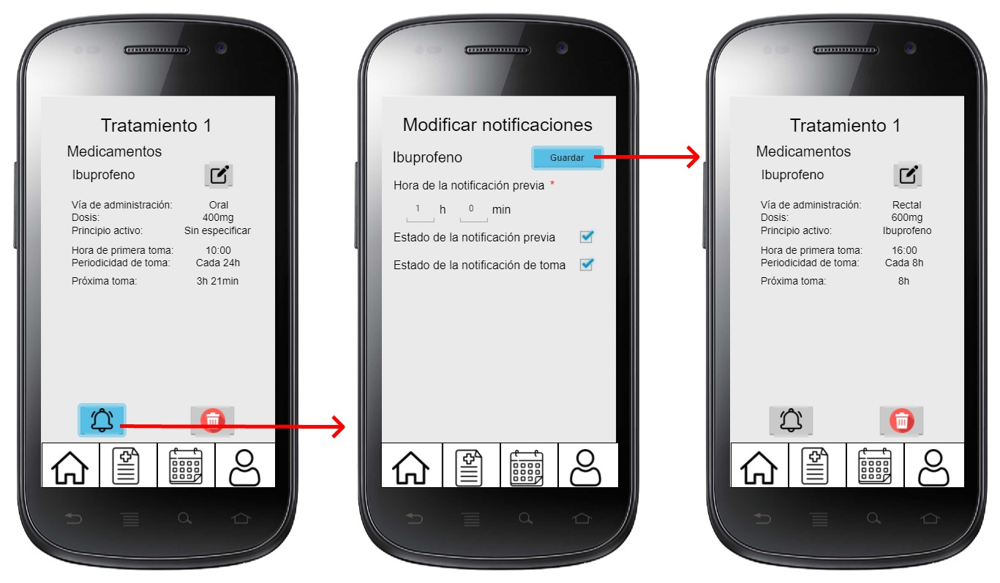 Tratamiento 1
Medicamentos
Ibuprofeno
Vía de administración: Oral
Dosis: 400mg
Principio activo: Sin especificar
Hora de primera toma: 10:00
Periodicidad de toma: Cada 24h
Próxima toma: 3h 21min
Modificar notificaciones
Ibuprofeno Guardar
Hora de la notificación previa *
1 h 0 min
Estado de la notificación previa
Estado de la notificación de toma
Tratamiento 1
Medicamentos
Ibuprofeno
Vía de administración: Rectal
Dosis: 600mg
Principio activo: Ibuprofeno
Hora de primera toma: 16:00
Periodicidad de toma: Cada 8h
Próxima toma: 8h